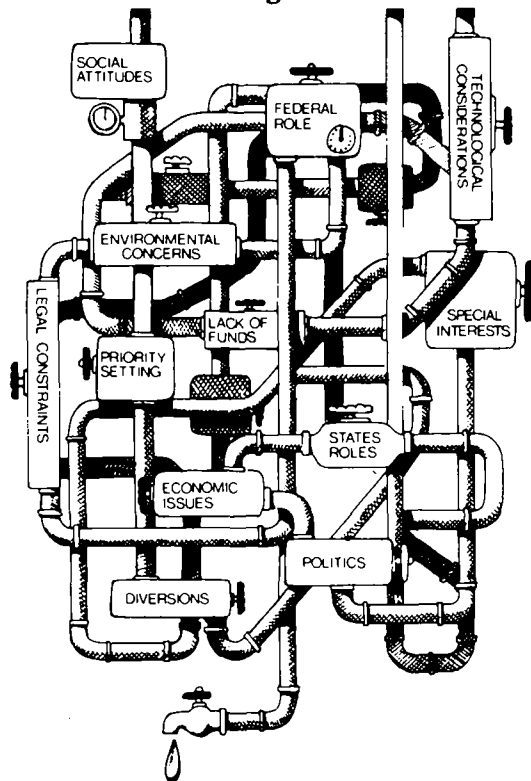 SOCIAL
ATTITUDES
FEDERAL
ROLE
TECHNOLOGICAL
CONSIDERATIONS
ENVIRONMENTAL
CONCERNS
LEGAL CONSTRAINTS
LACK OF
FUNDS
SPECIAL
INTERESTS
PRIORITY
SETTING
STATES
ROLES
ECONOMIC
ISSUES
POLITICS
DIVERSIONS